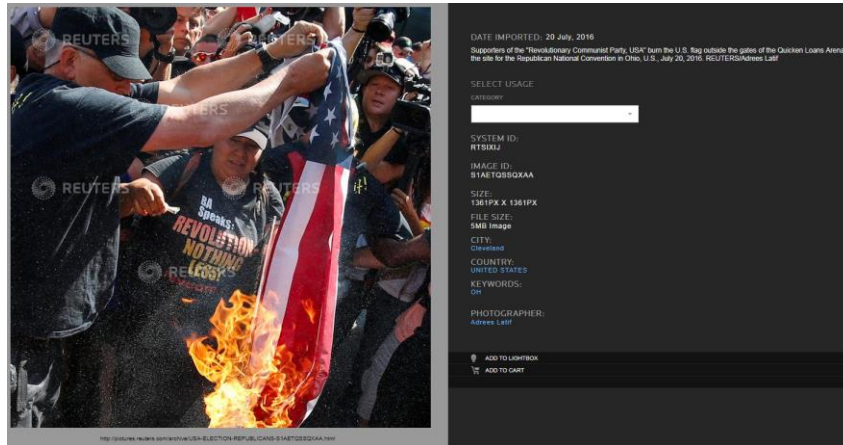 REUTERS
Eu
REUTERS
REUTERS
REUTERS
BA
Speaks:
REVOLUTION
NOTHING
LESS!
http://pictures.reuters.com/archive/USA-ELECTION-REPUBLICANS-S1AETQSSQXAA.html
DATE IMPORTED: 20 July, 2016
Supporters of the "Revolutionary Communist Party, USA" burn the U.S. flag outside the gates of the Quicken Loans Arena
the site for the Republican National Convention in Ohio, U.S., July 20, 2016. REUTERS/Adrees Latif
SELECT USAGE
CATEGORY
SYSTEM ID:
RTSIXIJ
IMAGE ID:
S1AETQSSQXAA
SIZE:
1361PX X 1361PX
FILE SIZE:
5MB Image
CITY:
Cleveland
COUNTRY:
UNITED STATES
KEYWORDS:
OH
PHOTOGRAPHER:
Adrees Latif
ADD TO LIGHTBOX
ADD TO CART